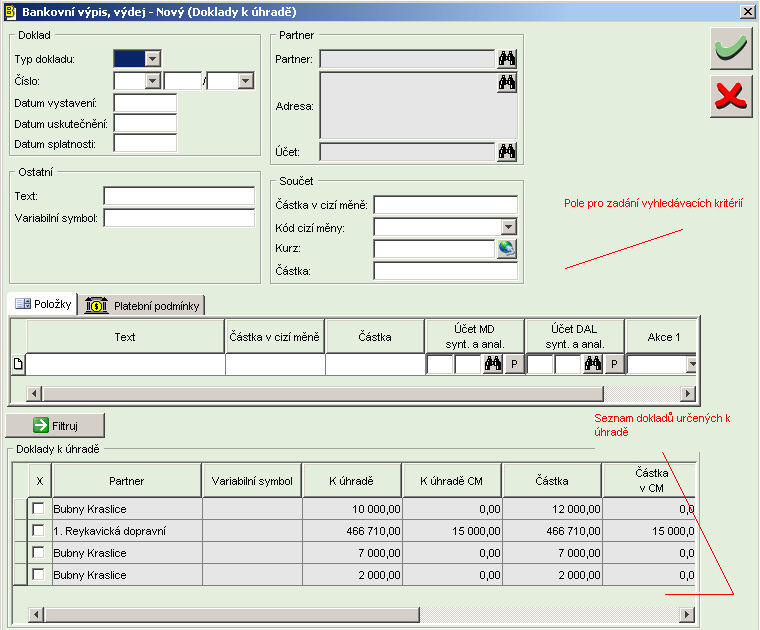 Bankovní výpis, výdej - Nový (Doklady k úhradě)
Doklad
Typ dokladu:
Číslo:
/
Datum vystavení:
Datum uskutečnění:
Datum splatnosti:
Partner
Partner:
Adresa:
Účet:
Ostatní
Text:
Variabilní symbol:
Součet
Částka v cizí měně:
Kód cizí měny:
Kurz:
Částka:
Pole pro zadání vyhledávacích kritérií
Položky
Platební podmínky
Text
Částka v cizí měně
Částka
Účet MD
synt. a anal.
Účet DAL
synt. a anal.
Akce 1
P
P
Filtruj
Seznam dokladů určených k
úhradě
Doklady k úhradě
X
Partner
Variabilní symbol
K úhradě
K úhradě CM
Částka
Částka
v CM
Bubny Kraslice 10 000,00 0,00 12 000,00 0,0
1. Reykavická dopravní 466 710,00 15 000,00 466 710,00 15 000,0
Bubny Kraslice 7 000,00 0,00 7 000,00 0,0
Bubny Kraslice 2 000,00 0,00 2 000,00 0,0